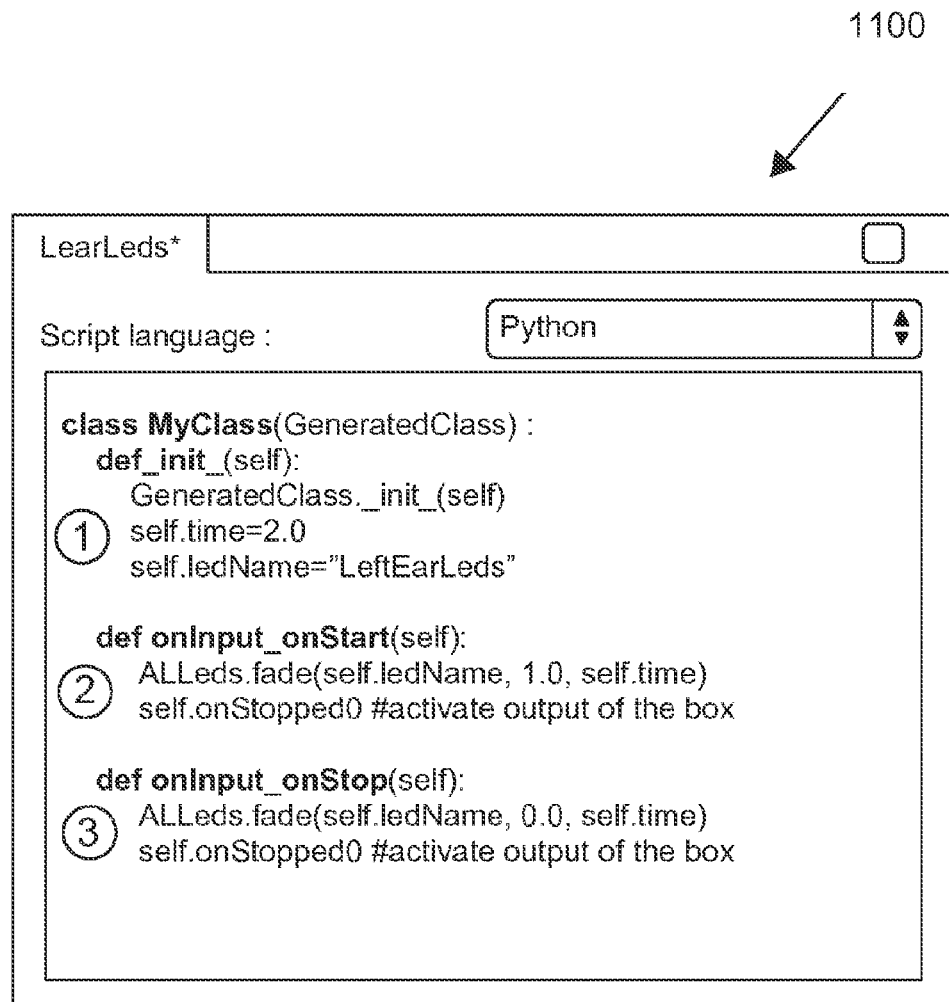 1100
LearLeds*
Script language :
Python
class MyClass(GeneratedClass) :
def_init_(self):
GeneratedClass._init_(self)
1 self.time=2.0
self.ledName="LeftEarLeds"
def onInput_onStart(self):
2 ALLeds.fade(self.ledName, 1.0, self.time)
self.onStopped0 #activate output of the box
def onInput_onStop(self):
3 ALLeds.fade(self.ledName, 0.0, self.time)
self.onStopped0 #activate output of the box